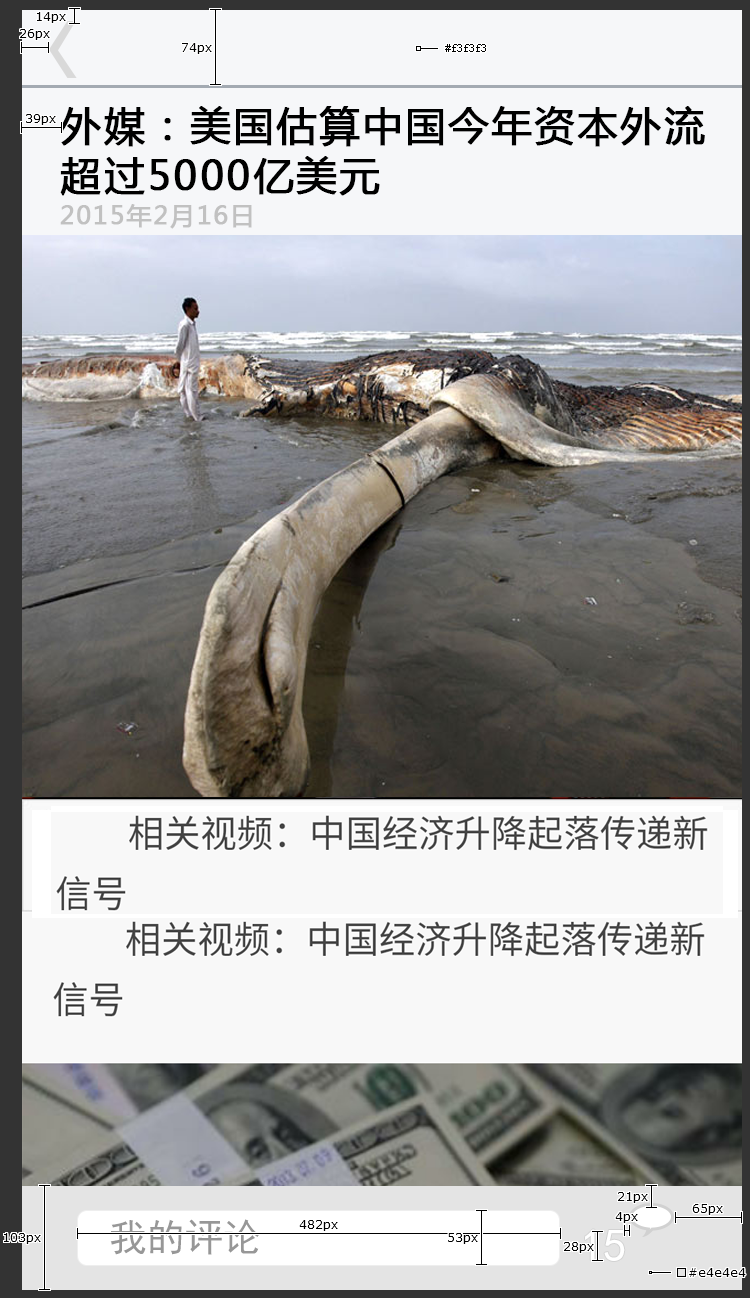 14px
26px
74px
#f3f3f3
39px
外媒：美国估算中国今年资本外流
超过5000亿美元
2015年2月16日
相关视频：中国经济升降起落传递新
信号
相关视频：中国经济升降起落传递新
信号
100
2013.07.09
103px
我的评论
482px
53px
28px
15
4px
21px
65px
#e4e4e4